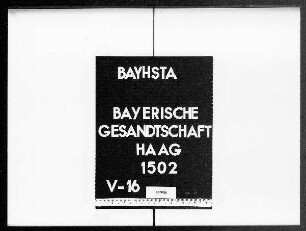 BAYHSTA
BAYERISCHE
GESANDTSCHAFT
HAAG
1502
V-16